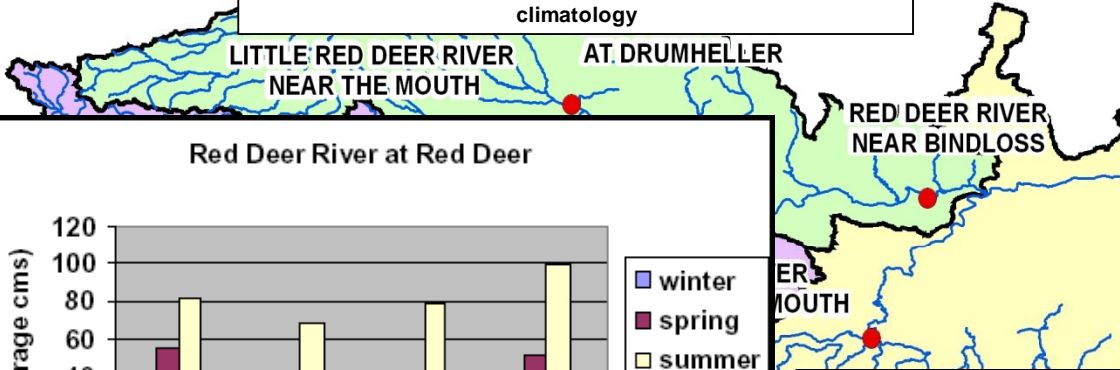 climatology
LITTLE RED DEER RIVER
NEAR THE MOUTH
AT DRUMHELLER
RED DEER RIVER
NEAR BINDLOSS
MOUTH
Red Deer River at Red Deer
120
100
80
60
winter
spring
summer